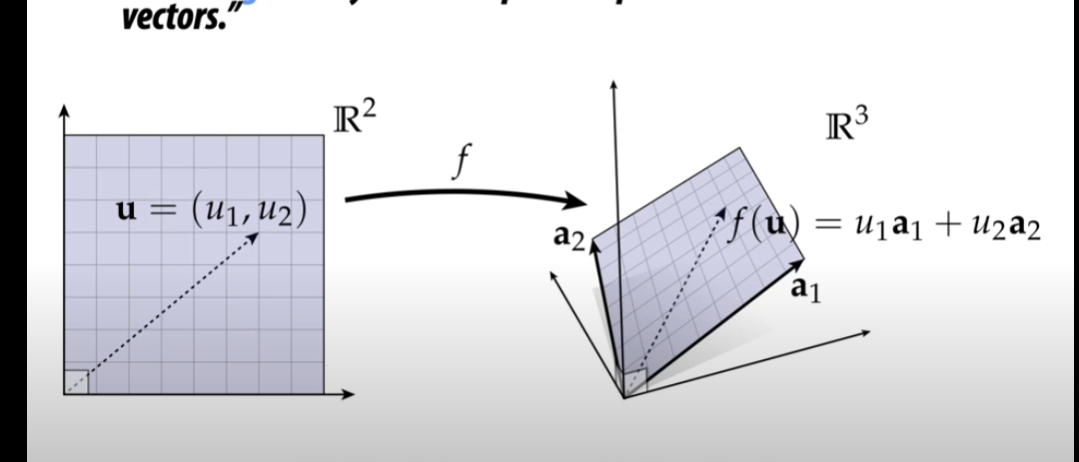 vectors.”
ℝ²
ℝ³
f
u = (u₁, u₂)
f(u) = u₁a₁ + u₂a₂
a₂
a₁